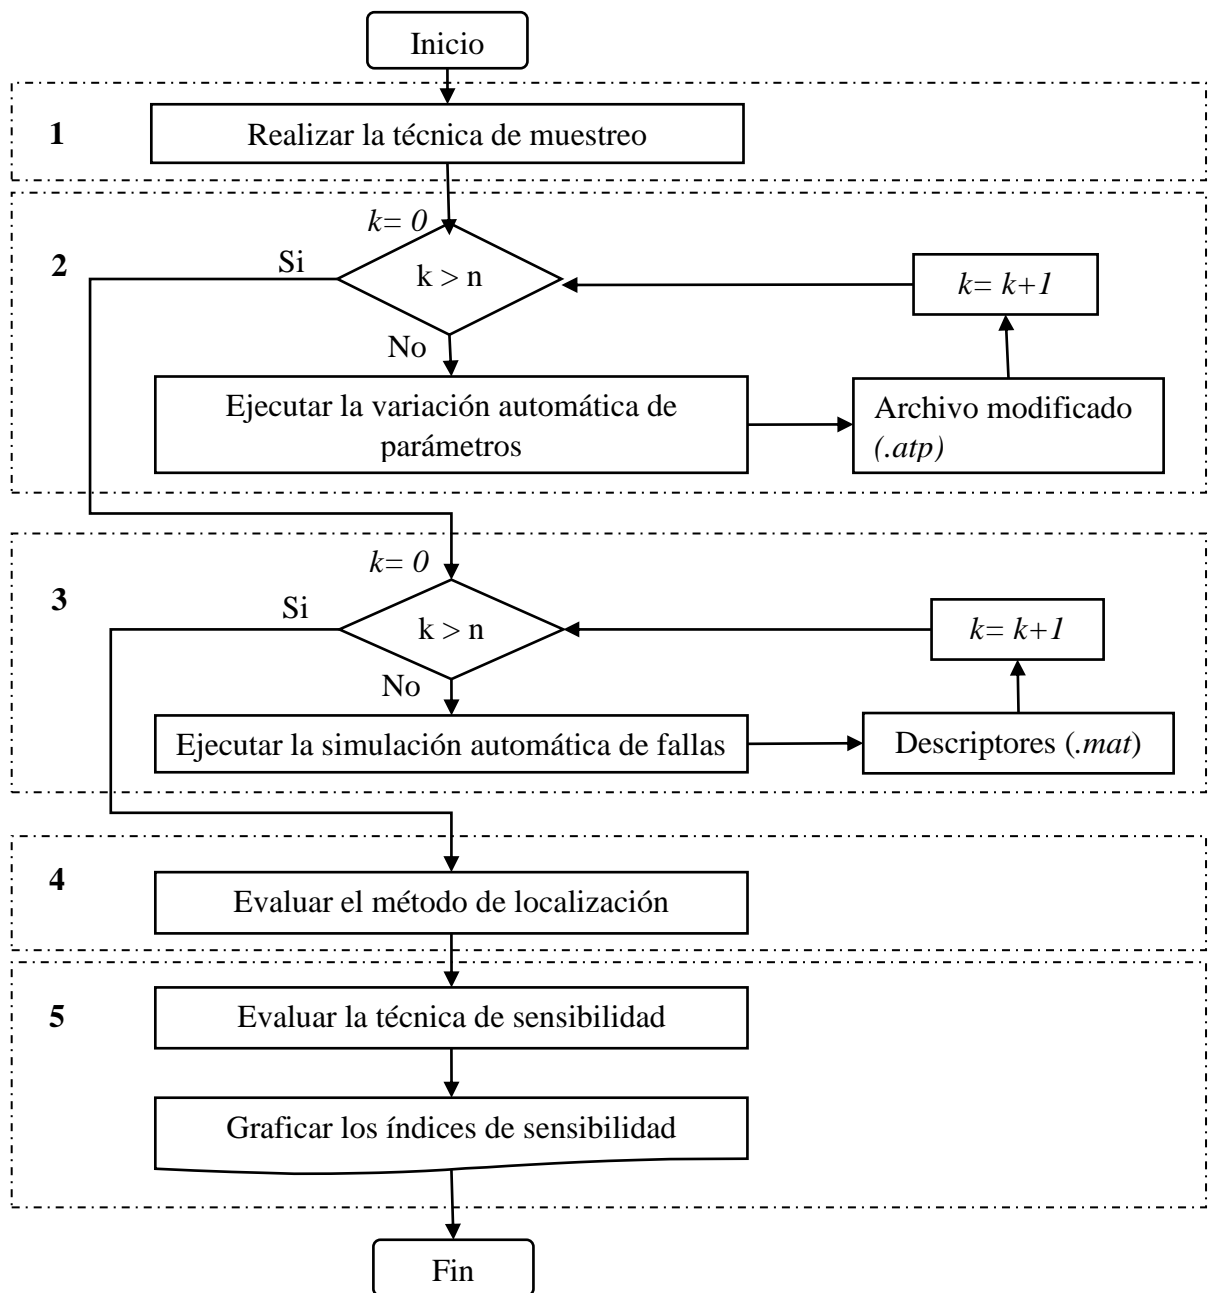 Inicio
1
Realizar la técnica de muestreo
k= 0
2
Si
k > n
k= k+1
No
Ejecutar la variación automática de
parámetros
Archivo modificado
(.atp)
k= 0
3
Si
k > n
k= k+1
No
Ejecutar la simulación automática de fallas
Descriptores (.mat)
4
Evaluar el método de localización
5
Evaluar la técnica de sensibilidad
Graficar los índices de sensibilidad
Fin